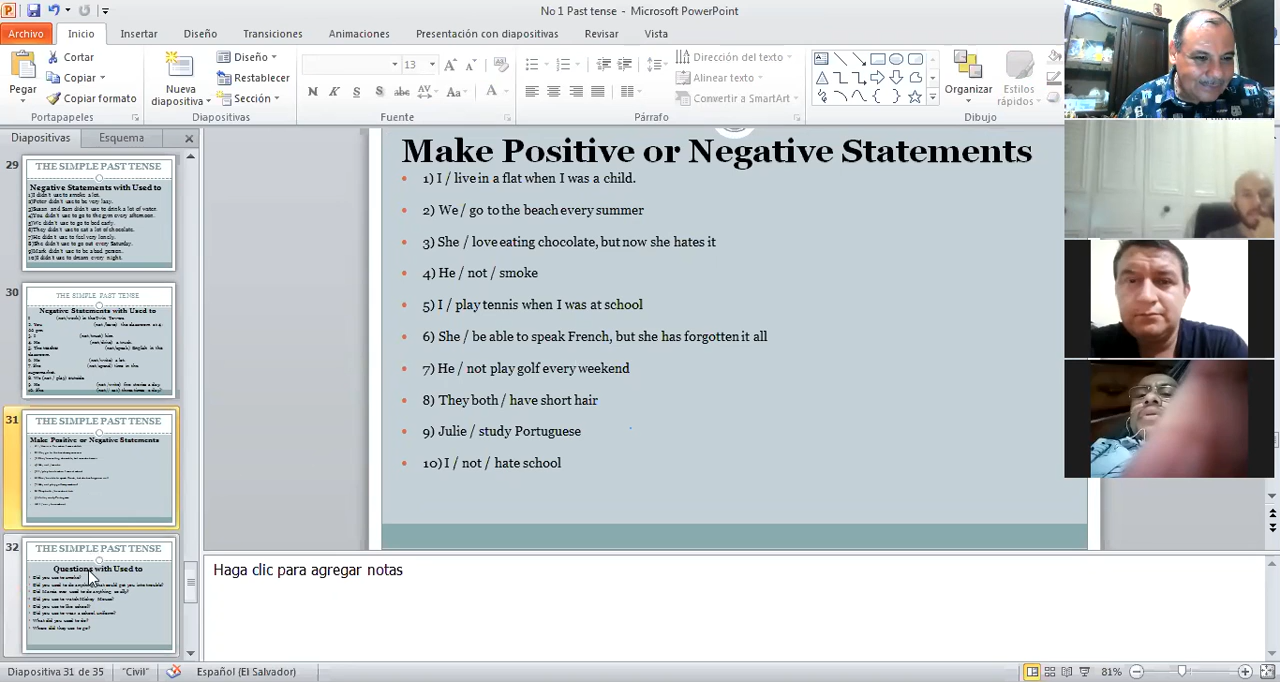 No 1 Past tense - Microsoft PowerPoint
Archivo Inicio Insertar Diseño Transiciones Animaciones Presentación con diapositivas Revisar Vista
Cortar
Copiar
Copiar formato
Pegar
Portapapeles
Nueva
diapositiva
Diseño
Restablecer
Sección
Diapositivas
13
Fuente
Dirección del texto
Alinear texto
Convertir a SmartArt
Párrafo
Organizar
Estilos
rápidos
Dibujo
Diapositivas Esquema
29
THE SIMPLE PAST TENSE
Negative Statements with Used to
30
THE SIMPLE PAST TENSE
Negative Statements with Used to
31
THE SIMPLE PAST TENSE
Make Positive or Negative Statements
32
THE SIMPLE PAST TENSE
Questions with Used to
Make Positive or Negative Statements
1) I / live in a flat when I was a child.
2) We / go to the beach every summer
3) She / love eating chocolate, but now she hates it
4) He / not / smoke
5) I / play tennis when I was at school
6) She / be able to speak French, but she has forgotten it all
7) He / not play golf every weekend
8) They both / have short hair
9) Julie / study Portuguese
10) I / not / hate school
Haga clic para agregar notas
Diapositiva 31 de 35 "Civil" Español (El Salvador) 81%